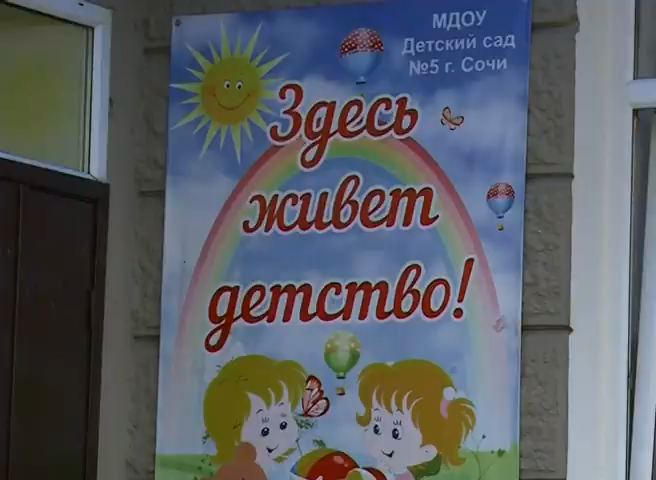 МДОУ
Детский сад
№5 г. Сочи
Здесь
живет
детство!